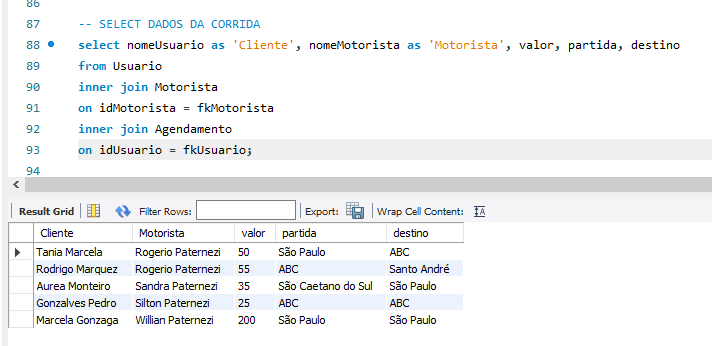 86
87 -- SELECT DADOS DA CORRIDA
88 select nomeUsuario as 'Cliente', nomeMotorista as 'Motorista', valor, partida, destino
89 from Usuario
90 inner join Motorista
91 on idMotorista = fkMotorista
92 inner join Agendamento
93 on idUsuario = fkUsuario;
94
Result Grid Filter Rows: Export: Wrap Cell Content: IA
Cliente Motorista valor partida destino
Tania Marcela Rogerio Paternezi 50 São Paulo ABC
Rodrigo Marquez Rogerio Paternezi 55 ABC Santo André
Aurea Monteiro Sandra Paternezi 35 São Caetano do Sul São Paulo
Gonzalves Pedro Silton Paternezi 25 ABC ABC
Marcela Gonzaga Willian Paternezi 200 São Paulo São Paulo